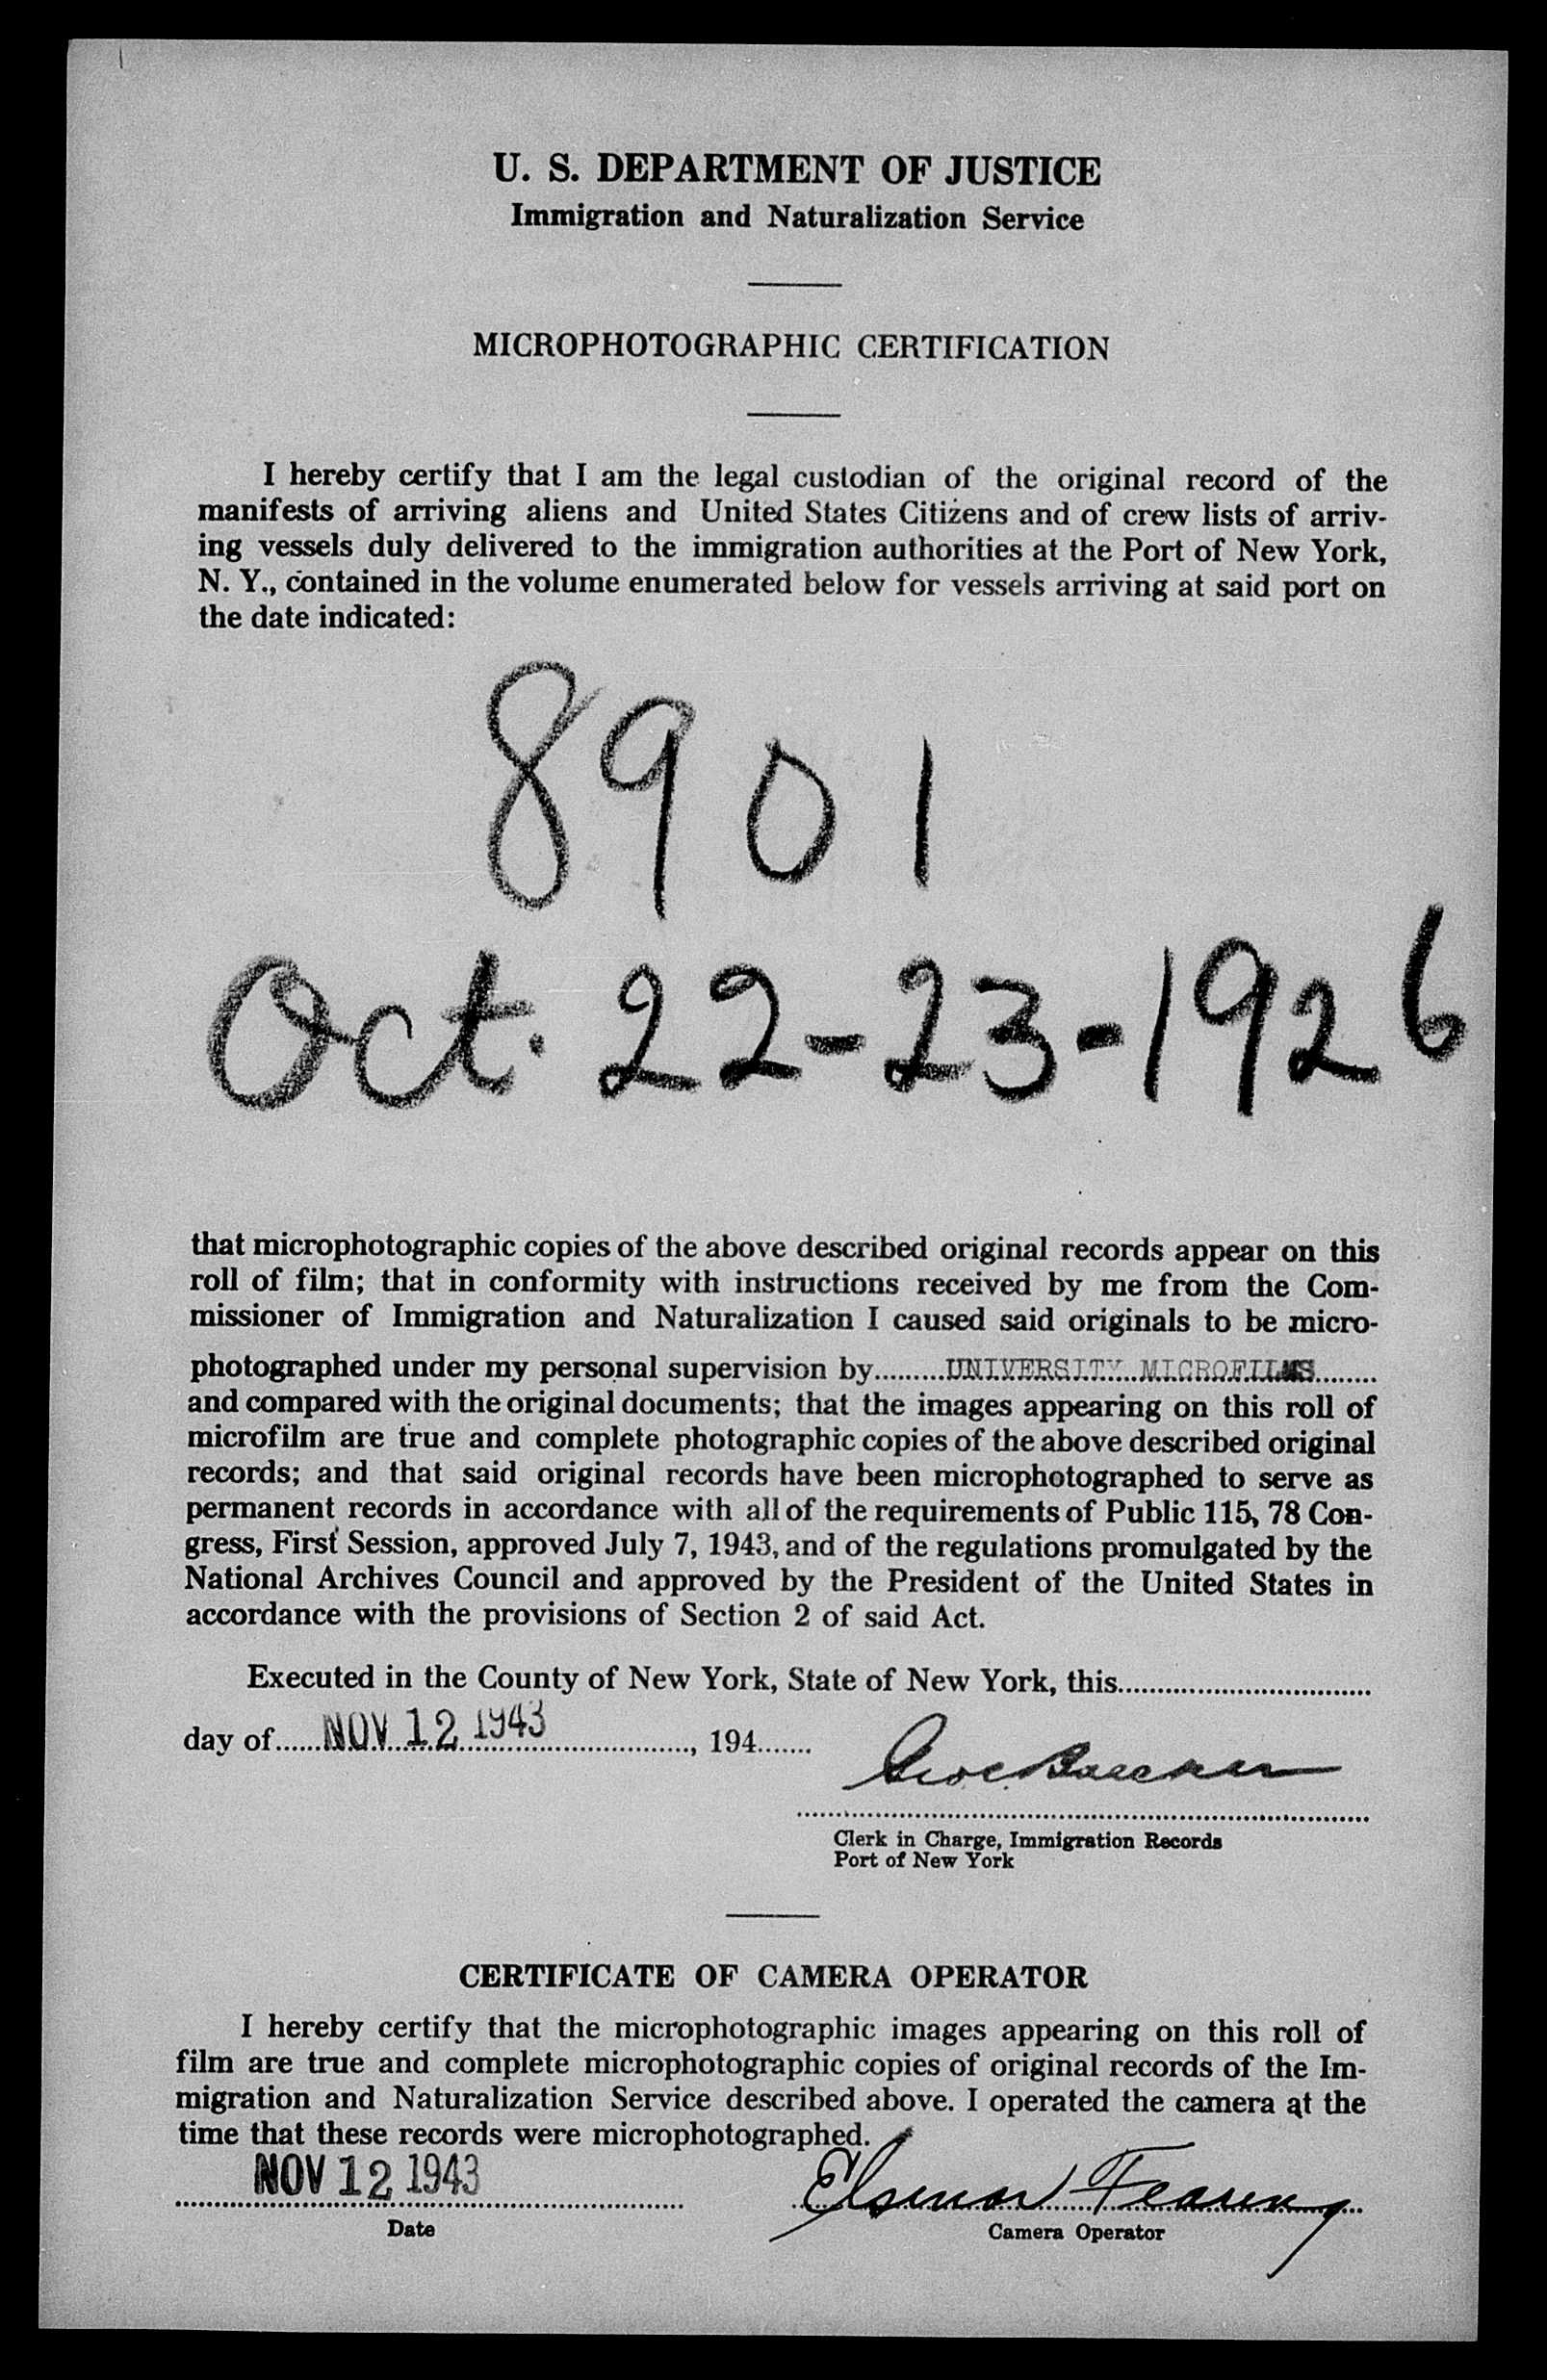 U. S. DEPARTMENT OF JUSTICE
Immigration and Naturalization Service
MICROPHOTOGRAPHIC CERTIFICATION
I hereby certify that I am the legal custodian of the original record of the
manifests of arriving aliens and United States Citizens and of crew lists of arriv-
ing vessels duly delivered to the immigration authorities at the Port of New York,
N. Y., contained in the volume enumerated below for vessels arriving at said port on
the date indicated:
8901
Oct. 22-23-1926
that microphotographic copies of the above described original records appear on this
roll of film; that in conformity with instructions received by me from the Com-
missioner of Immigration and Naturalization I caused said originals to be micro-
photographed under my personal supervision by.........UNIVERSITY MICROFILMS.........
and compared with the original documents; that the images appearing on this roll of
microfilm are true and complete photographic copies of the above described original
records; and that said original records have been microphotographed to serve as
permanent records in accordance with all of the requirements of Public 115, 78 Con-
gress, First Session, approved July 7, 1943, and of the regulations promulgated by the
National Archives Council and approved by the President of the United States in
accordance with the provisions of Section 2 of said Act.
Executed in the County of New York, State of New York, this................................
day of......NOV 12 1943............................., 194.......
Clerk in Charge, Immigration Records
Port of New York
CERTIFICATE OF CAMERA OPERATOR
I hereby certify that the microphotographic images appearing on this roll of
film are true and complete microphotographic copies of original records of the Im-
migration and Naturalization Service described above. I operated the camera at the
time that these records were microphotographed.
NOV 12 1943
Date
Camera Operator